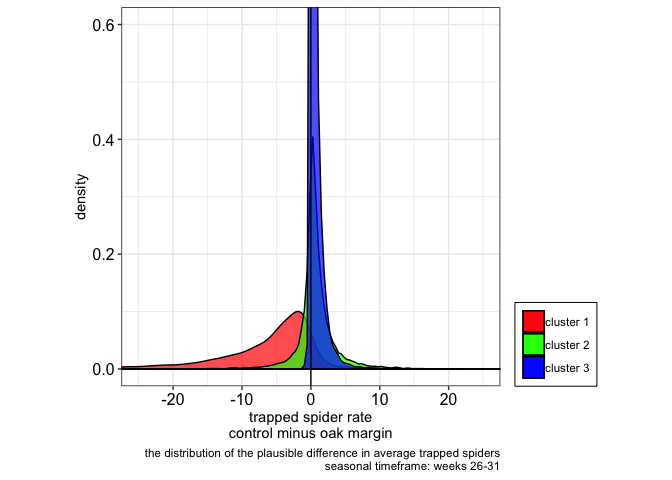 0.6
0.4
0.2
0.0
density
-20
-10
0
10
20
trapped spider rate
control minus oak margin
cluster 1
cluster 2
cluster 3
the distribution of the plausible difference in average trapped spiders
seasonal timeframe: weeks 26-31